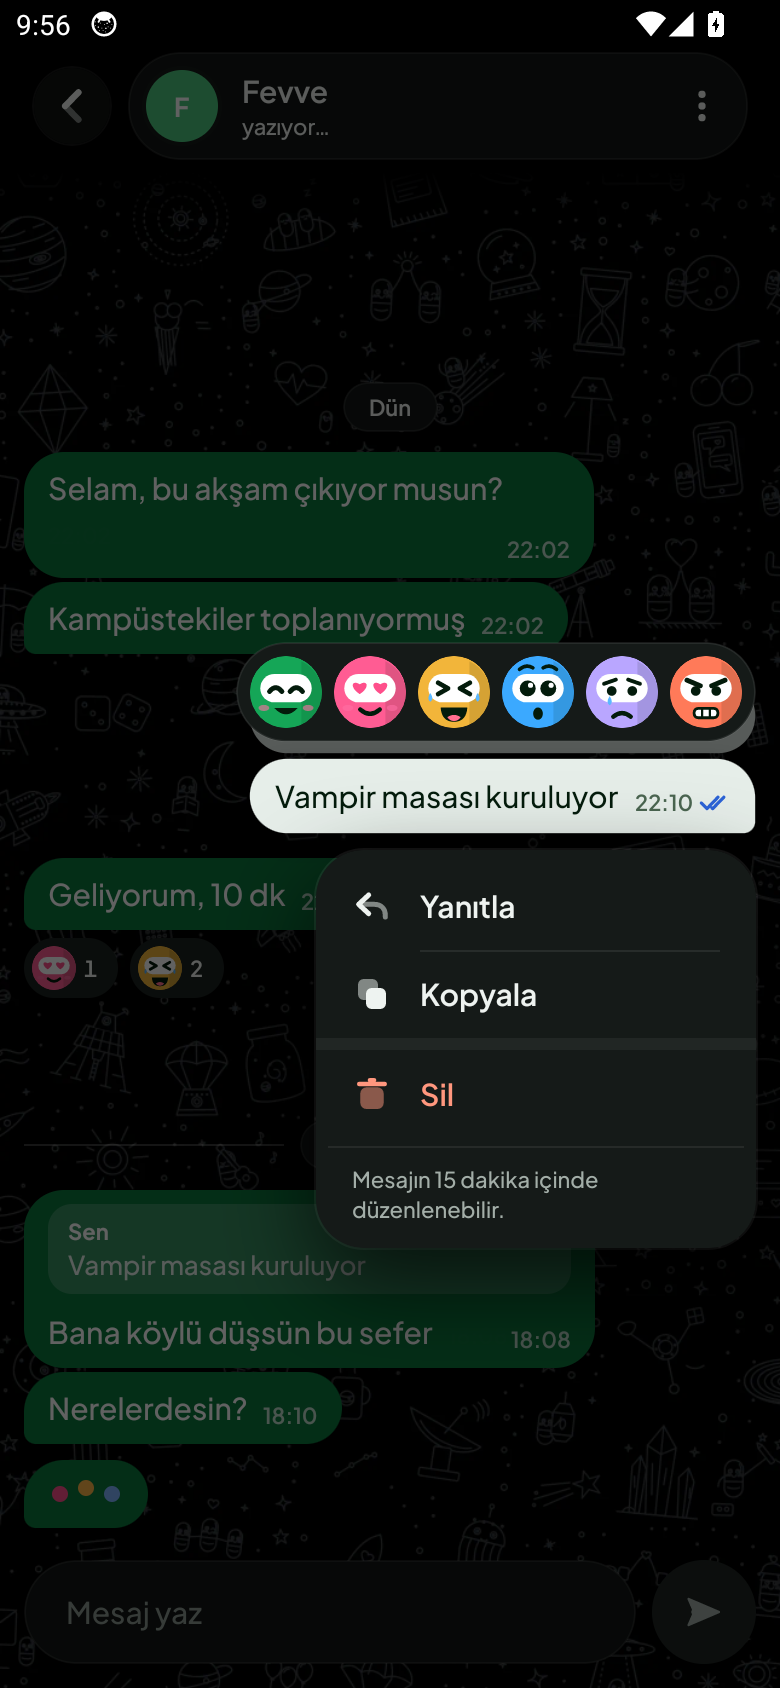 9:56
F
Fevve
yazıyor...
Dün
Selam, bu akşam çıkıyor musun?
22:02
Kampüstekiler toplanıyormuş 22:02
Vampir masası kuruluyor 22:10
Geliyorum, 10 dk
1 2
Yanıtla
Kopyala
Sil
Mesajın 15 dakika içinde
düzenlenebilir.
Sen
Vampir masası kuruluyor
Bana köylü düşsün bu sefer 18:08
Nerelerdesin? 18:10
Mesaj yaz